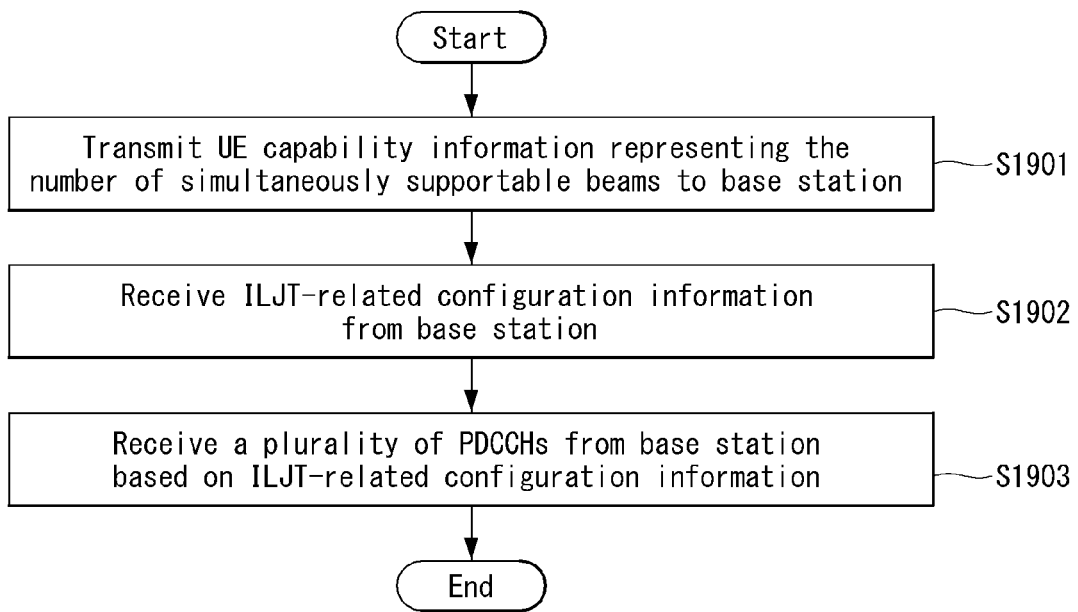 Start
Transmit UE capability information representing the
number of simultaneously supportable beams to base station
S1901
Receive ILJT-related configuration information
from base station
S1902
Receive a plurality of PDCCHs from base station
based on ILJT-related configuration information
S1903
End